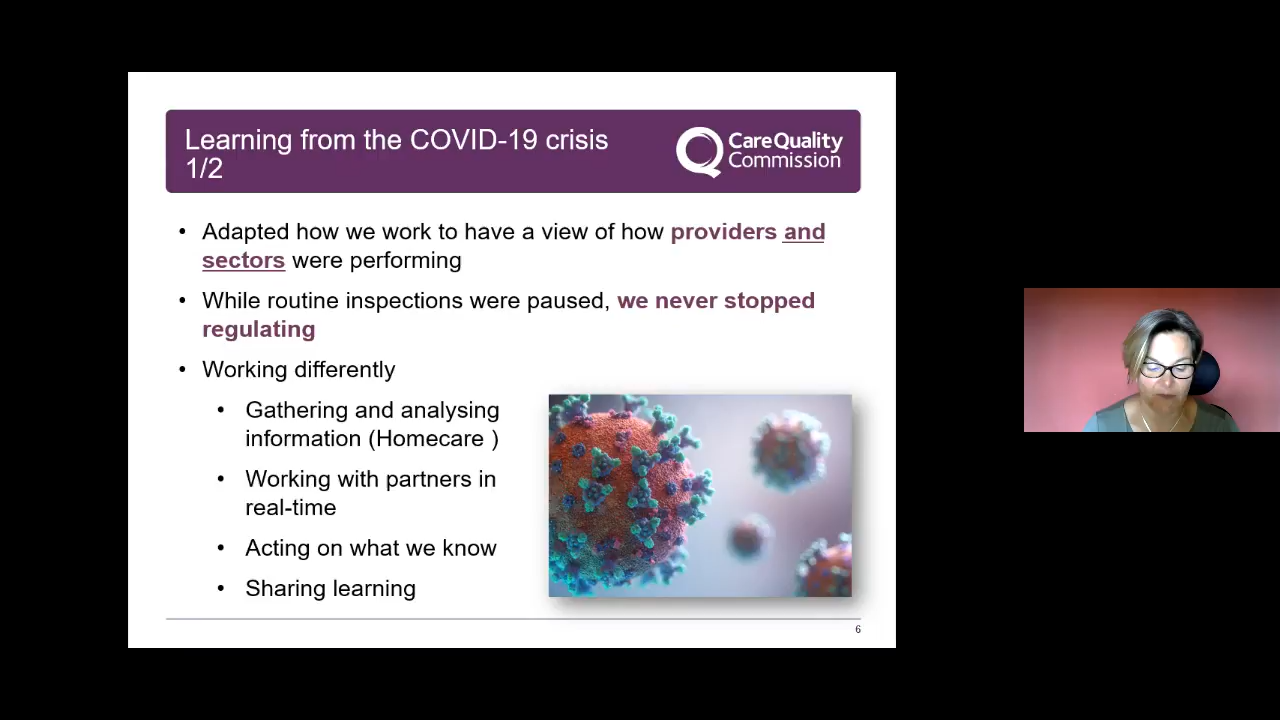 Learning from the COVID-19 crisis
1/2
CareQuality
Commission
• Adapted how we work to have a view of how providers and
sectors were performing
• While routine inspections were paused, we never stopped
regulating
• Working differently
• Gathering and analysing
information (Homecare )
• Working with partners in
real-time
• Acting on what we know
• Sharing learning
6